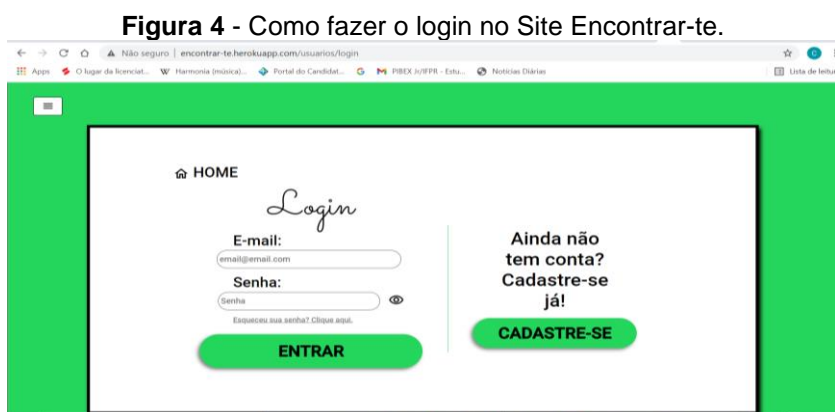 Figura 4 - Como fazer o login no Site Encontrar-te.
Não seguro | encontrar-te.herokuapp.com/usuarios/login
Apps O lugar da licenciat... W Harmonia (música)... Portal do Candidat... G PIBEX Jr/IFPR - Estu... Notícias Diárias Lista de leitu
HOME
Login
E-mail:
email@email.com
Senha:
Senha
Esqueceu sua senha? Clique aqui.
ENTRAR
Ainda não
tem conta?
Cadastre-se
já!
CADASTRE-SE